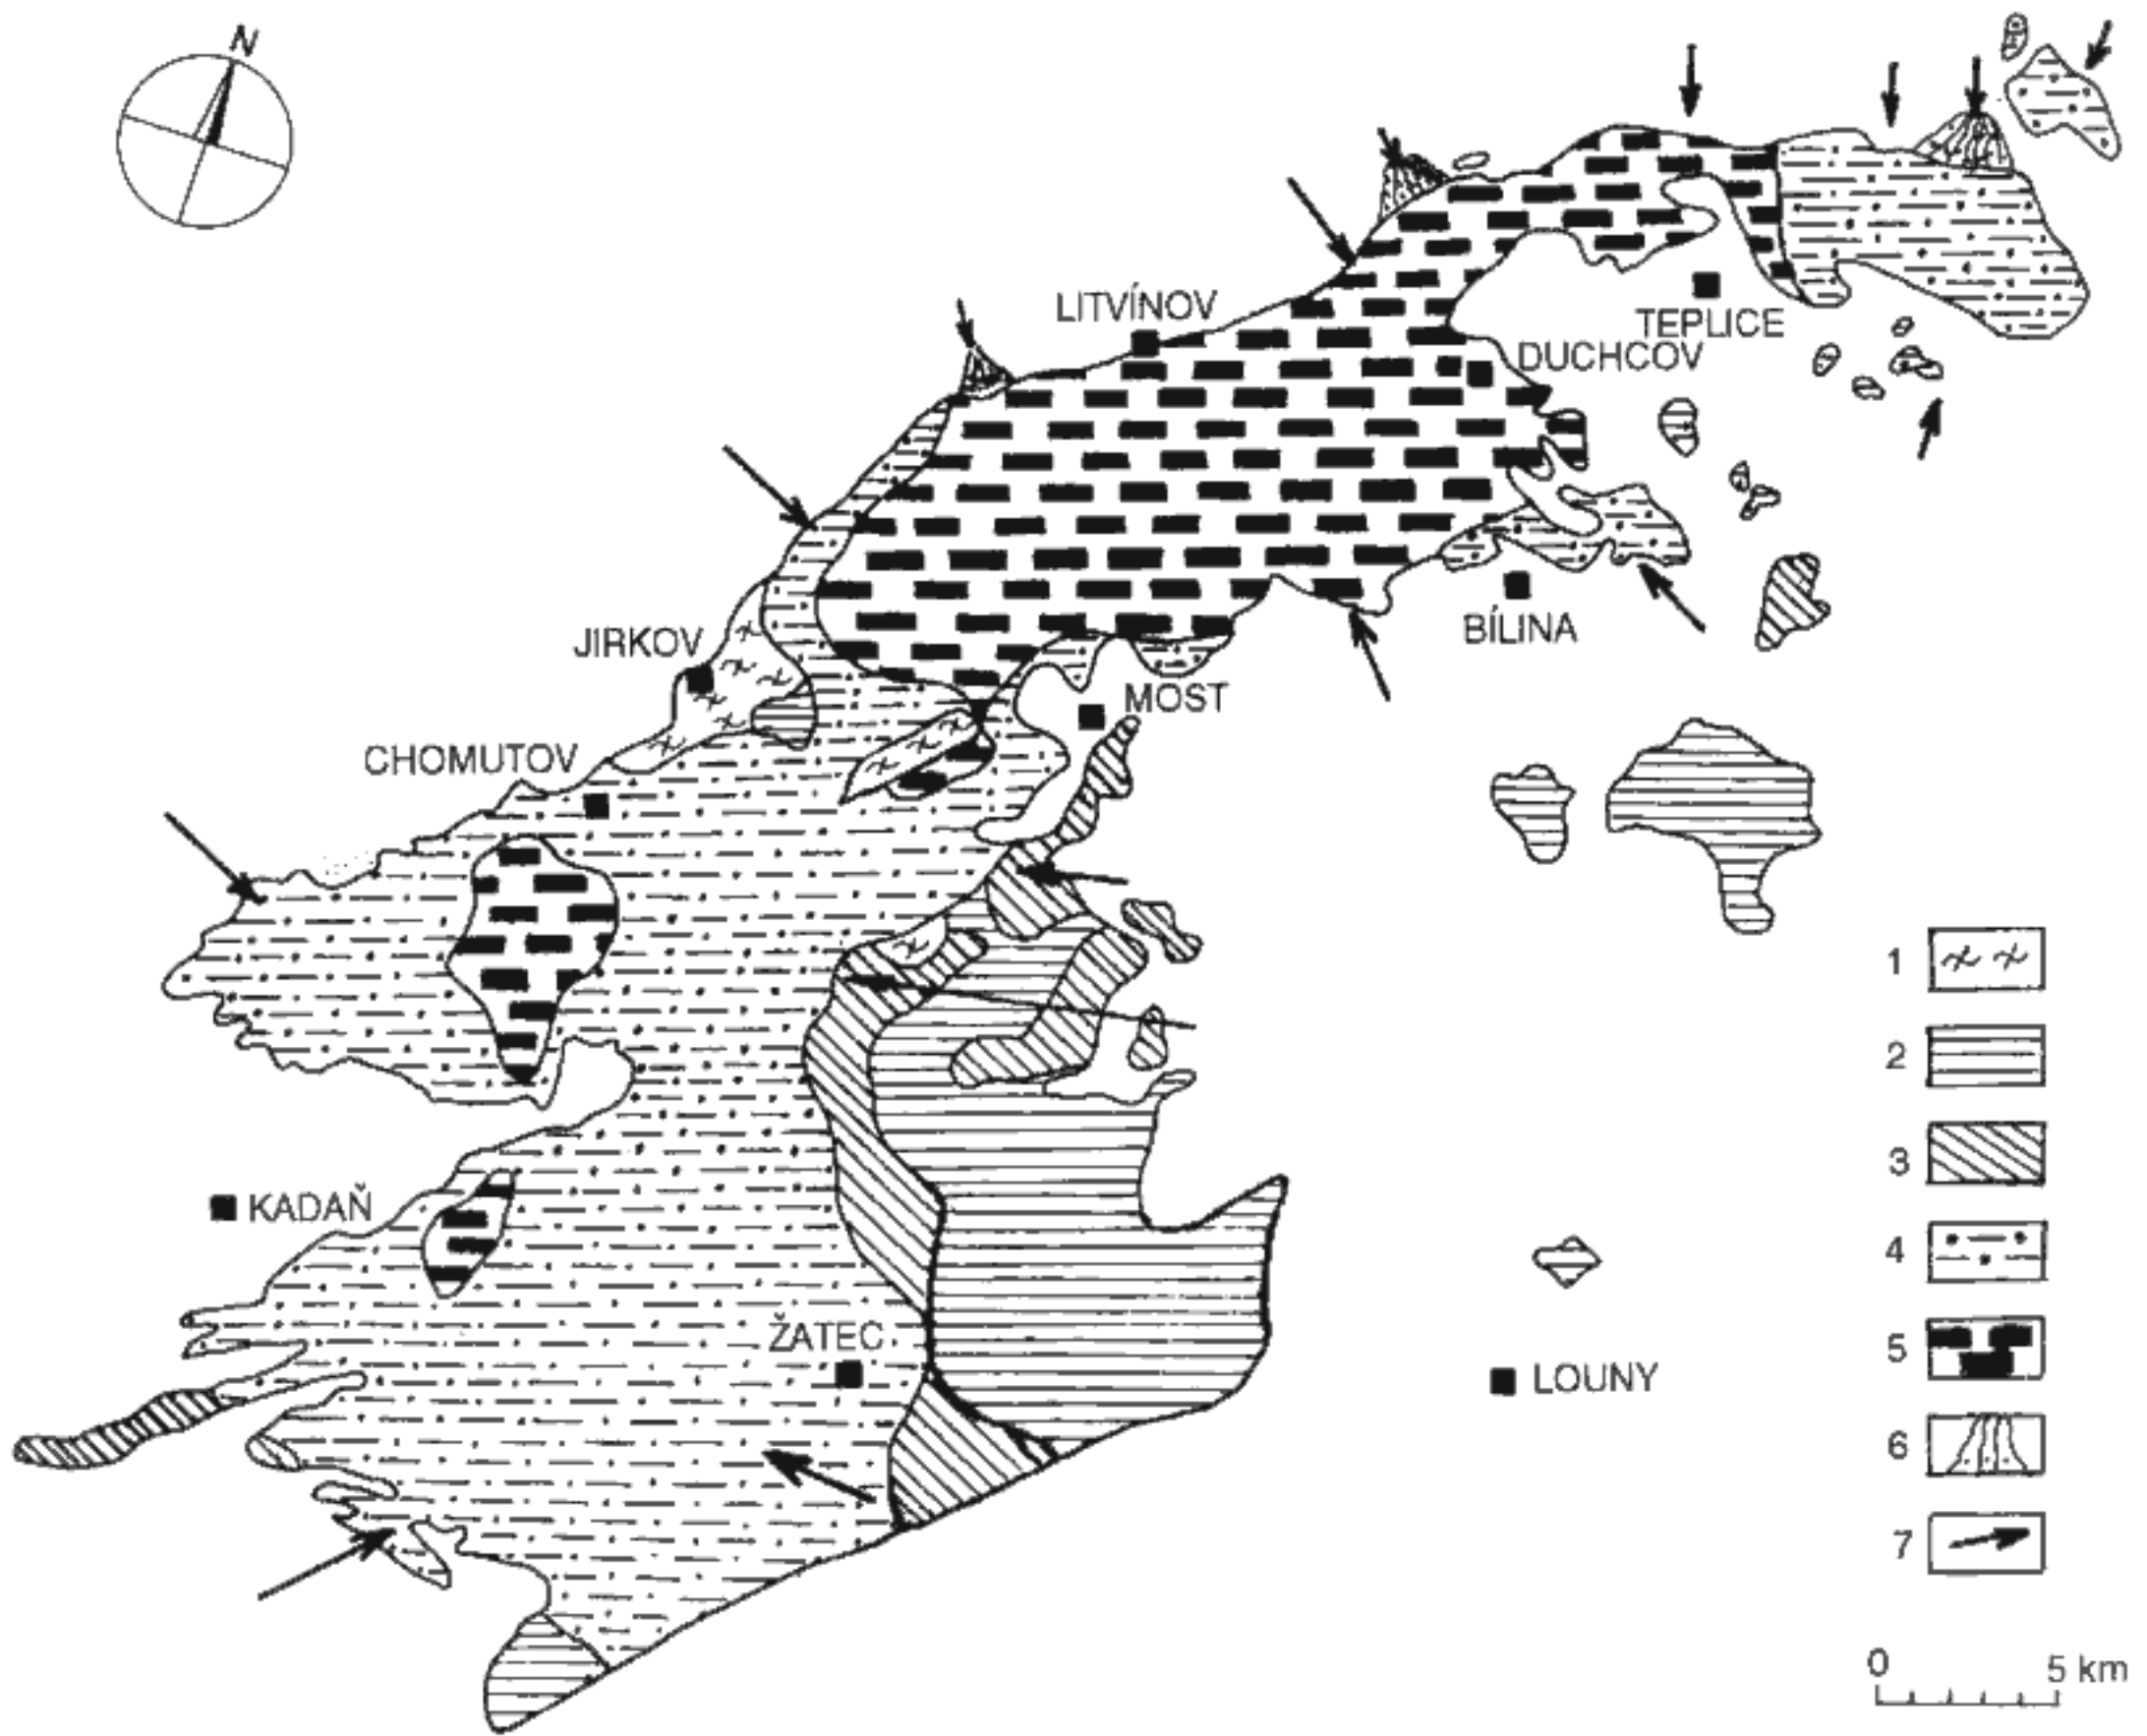 N
LITVÍNOV
TEPLICE
DUCHCOV
JIRKOV
BÍLINA
MOST
CHOMUTOV
1
2
3
KADAŇ
4
ŽATEC
5
LOUNY
6
7
0 5 km